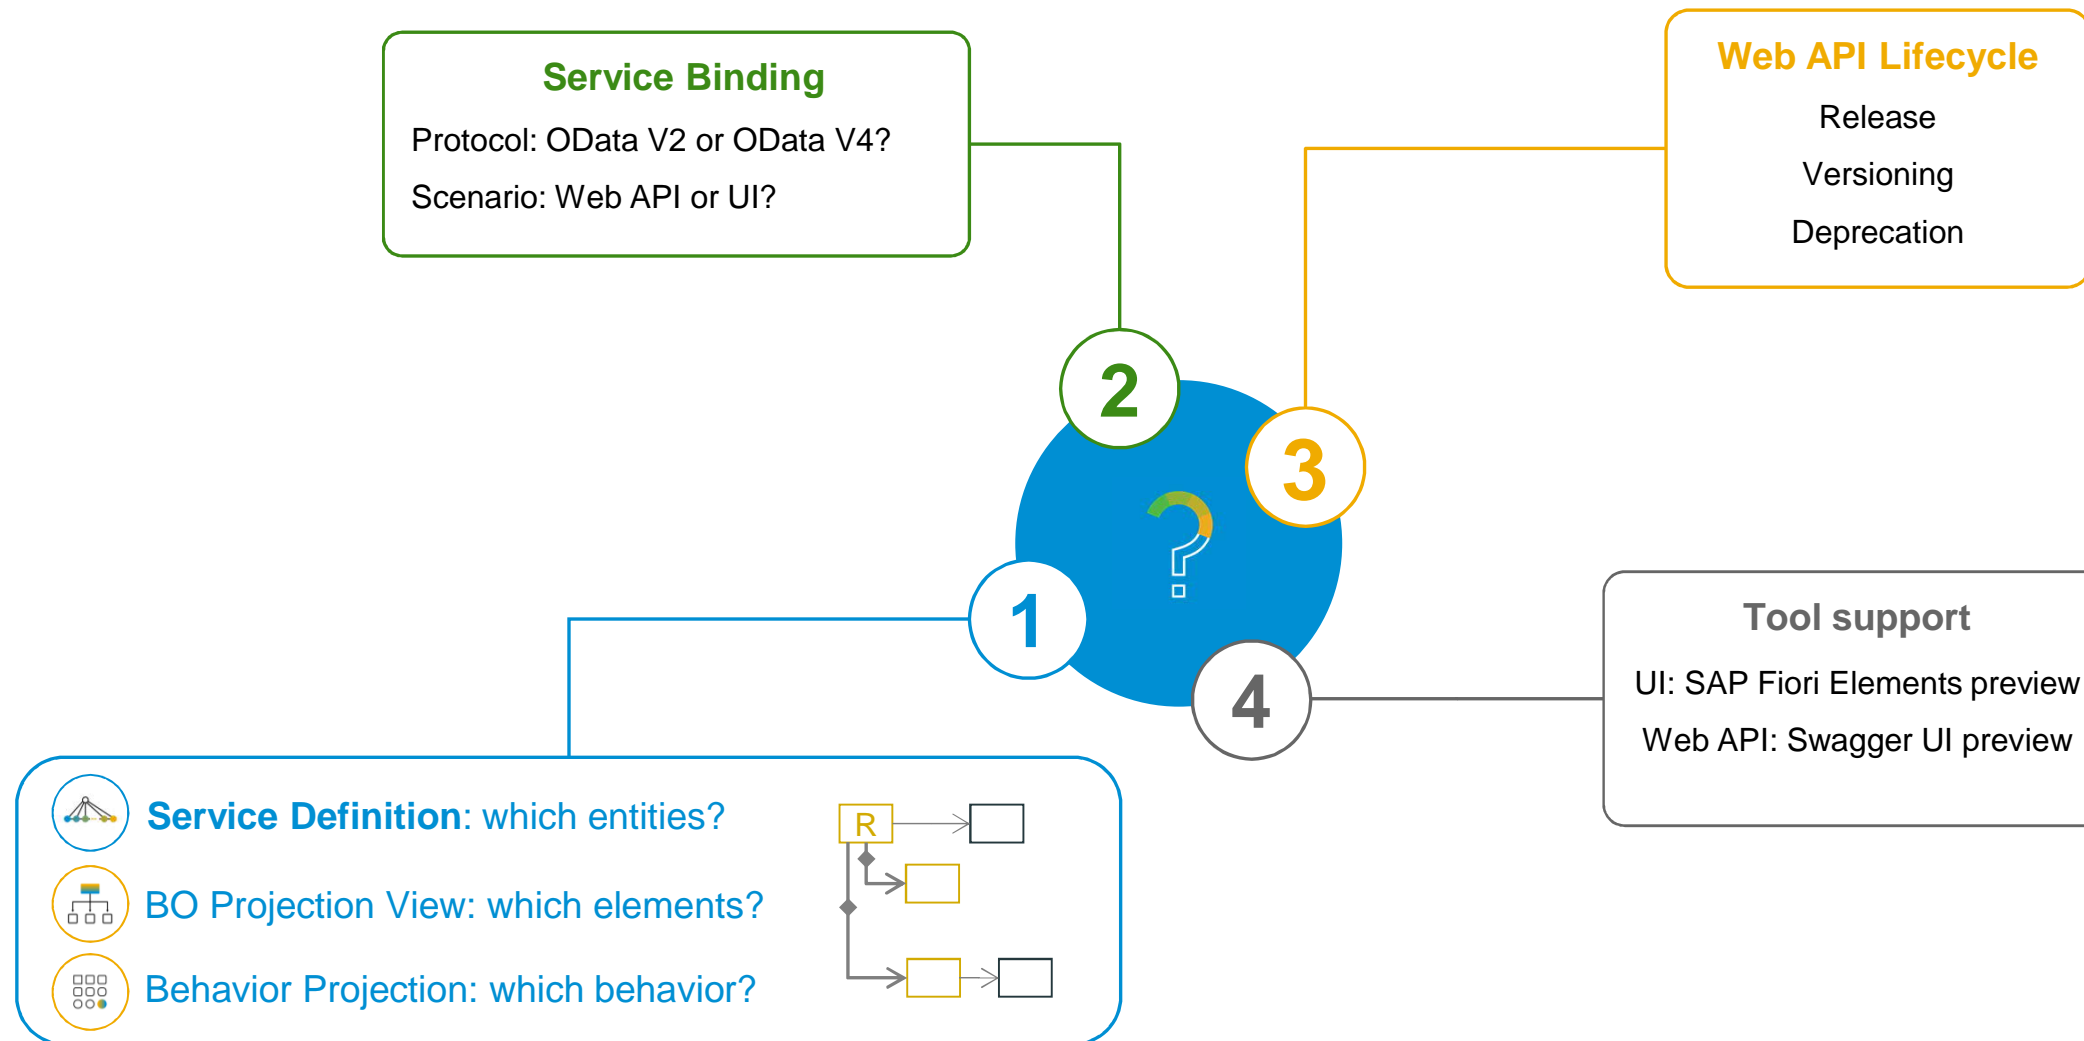 Service Binding
Protocol: OData V2 or OData V4?
Scenario: Web API or UI?
Web API Lifecycle
Release
Versioning
Deprecation
2
3
?
1
4
Tool support
UI: SAP Fiori Elements preview
Web API: Swagger UI preview
Service Definition: which entities?
R
BO Projection View: which elements?
Behavior Projection: which behavior?